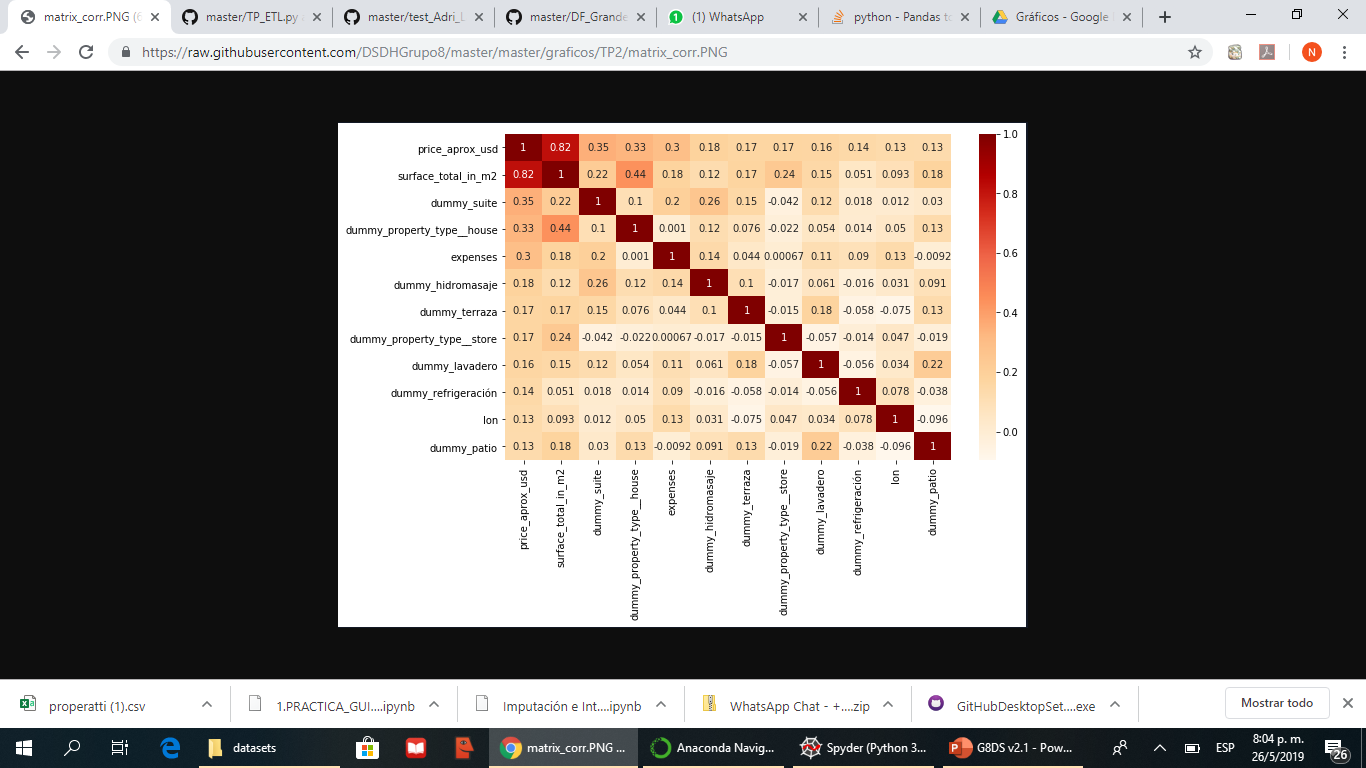 matrix_corr.PNG (6
master/TP_ETL.py
master/test_Adri_L
master/DF_Grande
(1) WhatsApp
python - Pandas to
Gráficos - Google
https://raw.githubusercontent.com/DSDHGrupo8/master/master/graficos/TP2/matrix_corr.PNG
N
price_aprox_usd 1 0.82 0.35 0.33 0.3 0.18 0.17 0.17 0.16 0.14 0.13 0.13
surface_total_in_m2 0.82 1 0.22 0.44 0.18 0.12 0.17 0.24 0.15 0.051 0.093 0.18
dummy_suite 0.35 0.22 1 0.1 0.2 0.26 0.15 -0.042 0.12 0.018 0.012 0.03
dummy_property_type__house 0.33 0.44 0.1 1 0.001 0.12 0.076 -0.022 0.054 0.014 0.05 0.13
expenses 0.3 0.18 0.2 0.001 1 0.14 0.044 0.00067 0.11 0.09 0.13 -0.0092
dummy_hidromasaje 0.18 0.12 0.26 0.12 0.14 1 0.1 -0.017 0.061 -0.016 0.031 0.091
dummy_terraza 0.17 0.17 0.15 0.076 0.044 0.1 1 -0.015 0.18 -0.058 -0.075 0.13
dummy_property_type__store 0.17 0.24 -0.042 -0.022 0.00067 -0.017 -0.015 1 -0.057 -0.014 0.047 -0.019
dummy_lavadero 0.16 0.15 0.12 0.054 0.11 0.061 0.18 -0.057 1 -0.056 0.034 0.22
dummy_refrigeración 0.14 0.051 0.018 0.014 0.09 -0.016 -0.058 -0.014 -0.056 1 0.078 -0.038
lon 0.13 0.093 0.012 0.05 0.13 0.031 -0.075 0.047 0.034 0.078 1 -0.096
dummy_patio 0.13 0.18 0.03 0.13 -0.0092 0.091 0.13 -0.019 0.22 -0.038 -0.096 1
price_aprox_usd
surface_total_in_m2
dummy_suite
dummy_property_type__house
expenses
dummy_hidromasaje
dummy_terraza
dummy_property_type__store
dummy_lavadero
dummy_refrigeración
lon
dummy_patio
1.0
0.8
0.6
0.4
0.2
0.0
properatti (1).csv
1.PRACTICA_GUI....ipynb
Imputación e Int....ipynb
WhatsApp Chat - +....zip
GitHubDesktopSet....exe
Mostrar todo
datasets
matrix_corr.PNG ...
Anaconda Navig...
Spyder (Python 3...
G8DS v2.1 - Pow...
ESP
8:04 p. m.
26/5/2019
26